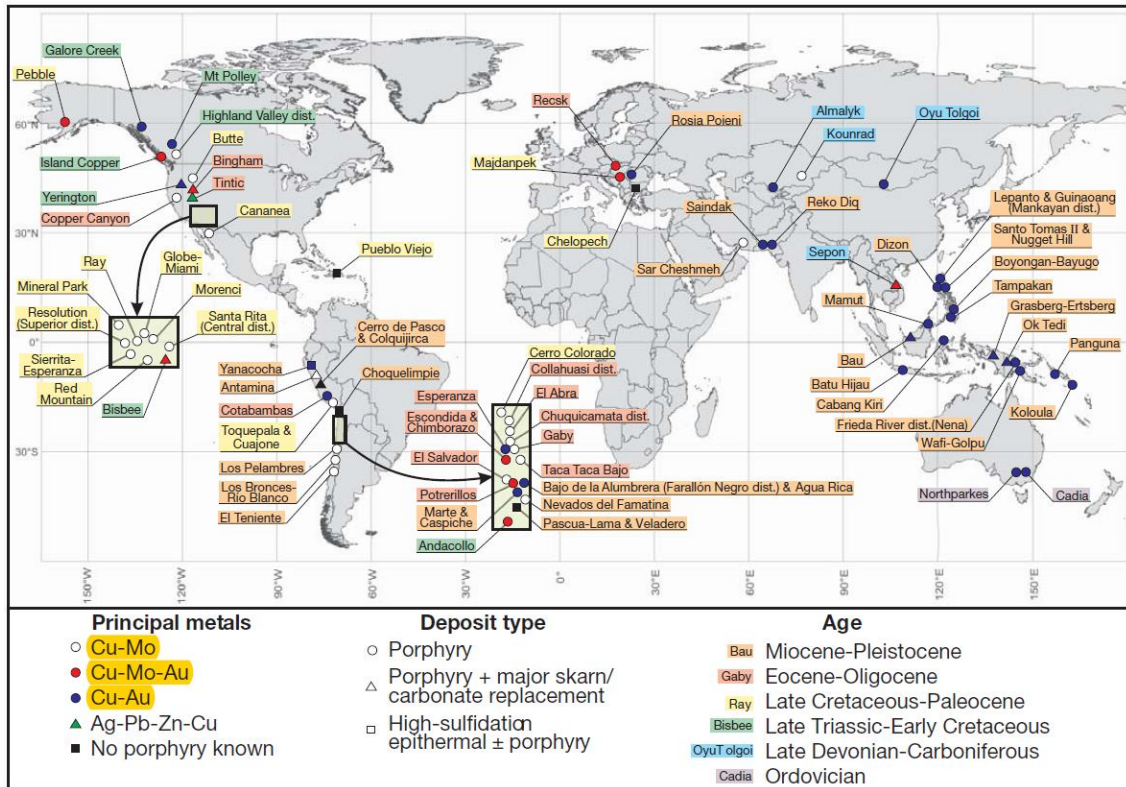 Galore Creek
Pebble
Mt Polley
Highland Valley dist.
Butte
Bingham
Tintic
Island Copper
Yerington
Copper Canyon
Cananea
60°N
30°N
0°
30°S
Ray
Globe-
Miami
Mineral Park
Morenci
Resolution
(Superior dist.)
Santa Rita
(Central dist.)
Sierrita-
Esperanza
Red
Mountain
Bisbee
Pueblo Viejo
Cerro de Pasco
& Colquijirca
Yanacocha
Antamina
Choquelimpie
Cotabambas
Toquepala &
Cuajone
Los Pelambres
Los Bronces-
Rio Blanco
El Teniente
Cerro Colorado
Collahuasi dist.
Esperanza
El Abra
Escondida &
Chimborazo
Chuquicamata dist.
Gaby
El Salvador
Taca Taca Bajo
Potrerillos
Bajo de la Alumbrera (Farallón Negro dist.) & Agua Rica
Marte &
Caspiche
Nevados del Famatina
Pascua-Lama & Veladero
Andacollo
Recsk
Rosia Poieni
Majdanpek
Chelopech
Almalyk
Kounrad
Oyu Tolgoi
Saindak
Reko Diq
Sar Cheshmeh
Sepon
Dizon
Lepanto & Guinaoang
(Mankayan dist.)
Santo Tomas II &
Nugget Hill
Boyongan-Bayugo
Tampakan
Mamut
Grasberg-Ertsberg
Ok Tedi
Panguna
Bau
Batu Hijau
Cabang Kiri
Koloula
Frieda River dist.(Nena)
Wafi-Golpu
Northparkes
Cadia
150°W
120°W
90°W
60°W
30°W
0°
30°E
60°E
90°E
120°E
150°E
Principal metals
Cu-Mo
Cu-Mo-Au
Cu-Au
Ag-Pb-Zn-Cu
No porphyry known
Deposit type
Porphyry
Porphyry + major skarn/
carbonate replacement
High-sulfidation
epithermal ± porphyry
Age
Bau Miocene-Pleistocene
Gaby Eocene-Oligocene
Ray Late Cretaceous-Paleocene
Bisbee Late Triassic-Early Cretaceous
OyuT olgoi Late Devonian-Carboniferous
Cadia Ordovician